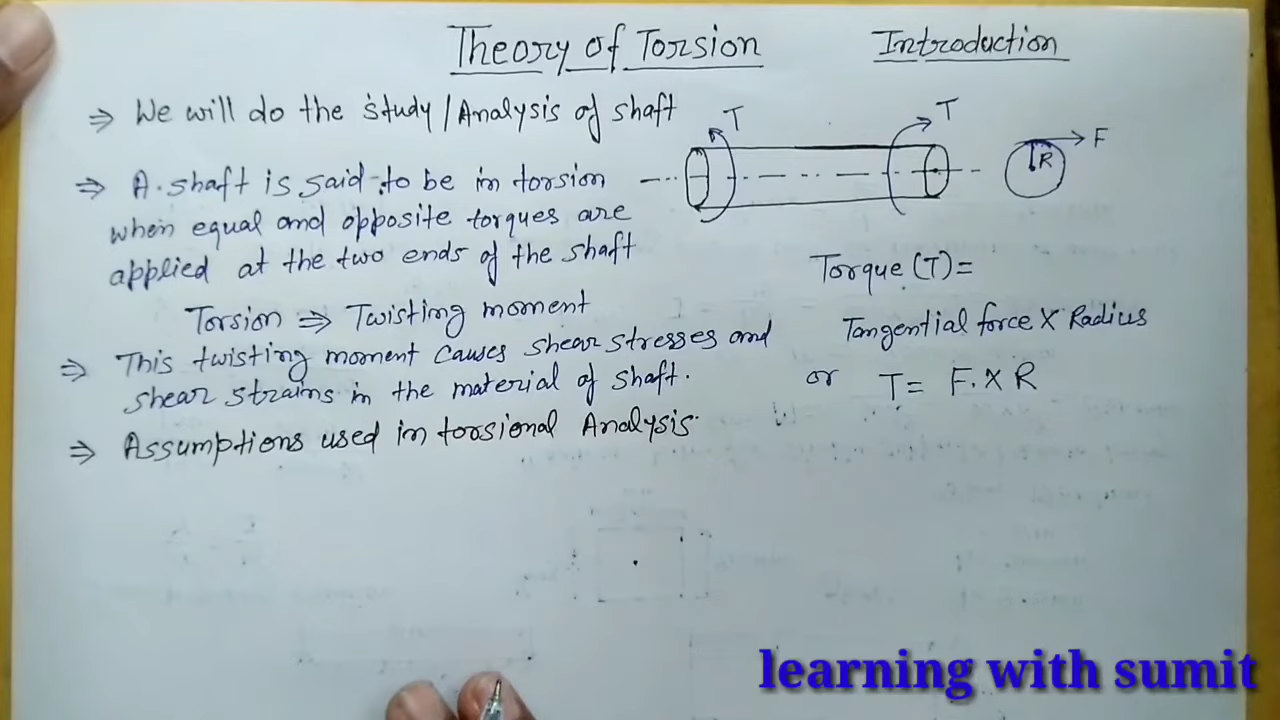 Theory of Torsion
Introduction
⇒ We will do the study/Analysis of shaft
⇒ A shaft is said to be in torsion
when equal and opposite torques are
applied at the two ends of the shaft
Torsion ⇒ Twisting moment
⇒ This twisting moment causes shear stresses and
shear strains in the material of shaft.
⇒ Assumptions used in torsional Analysis.
T
T
F
R
Torque (T) =
Tangential force X Radius
or T = F. X R
learning with sumit